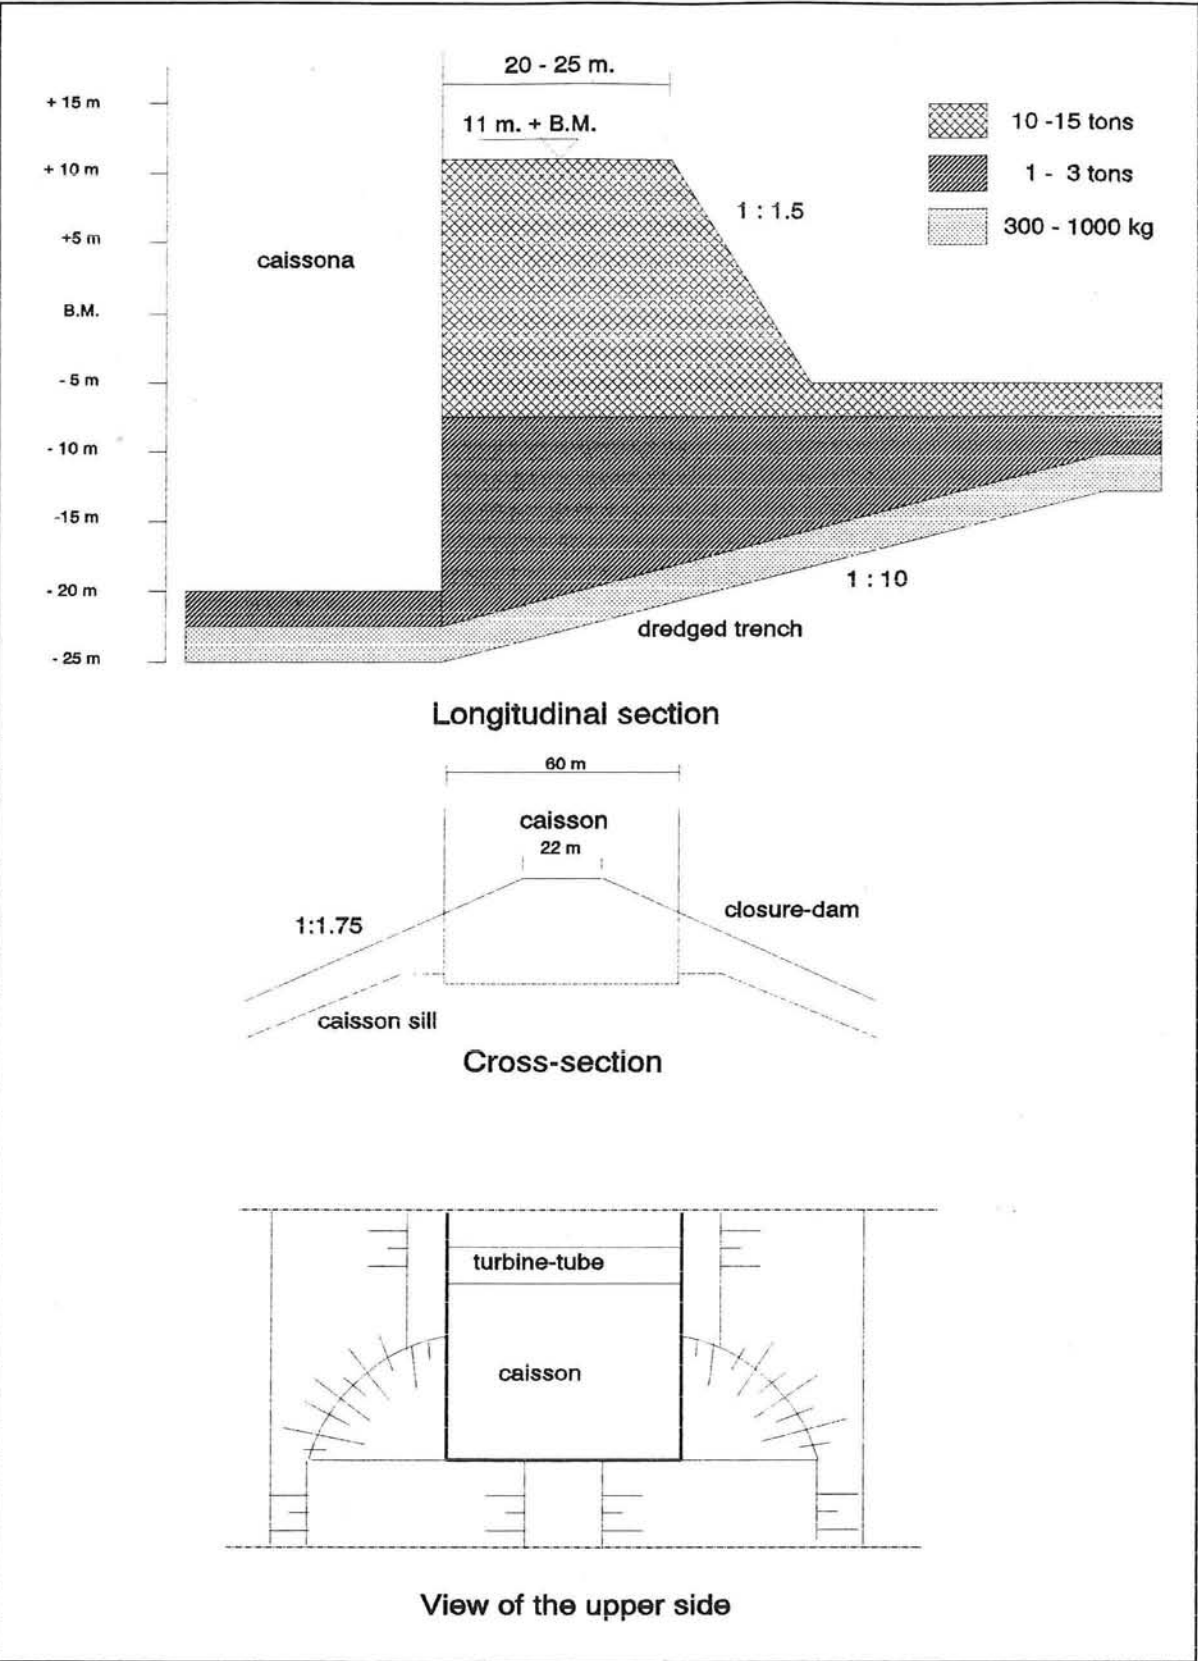 20 - 25 m.
+ 15 m
11 m. + B.M.
10 -15 tons
+ 10 m
1 - 3 tons
1 : 1.5
300 - 1000 kg
+5 m
caissona
B.M.
- 5 m
- 10 m
-15 m
1 : 10
- 20 m
dredged trench
- 25 m
Longitudinal section
60 m
caisson
22 m
closure-dam
1:1.75
caisson sill
Cross-section
turbine-tube
caisson
View of the upper side